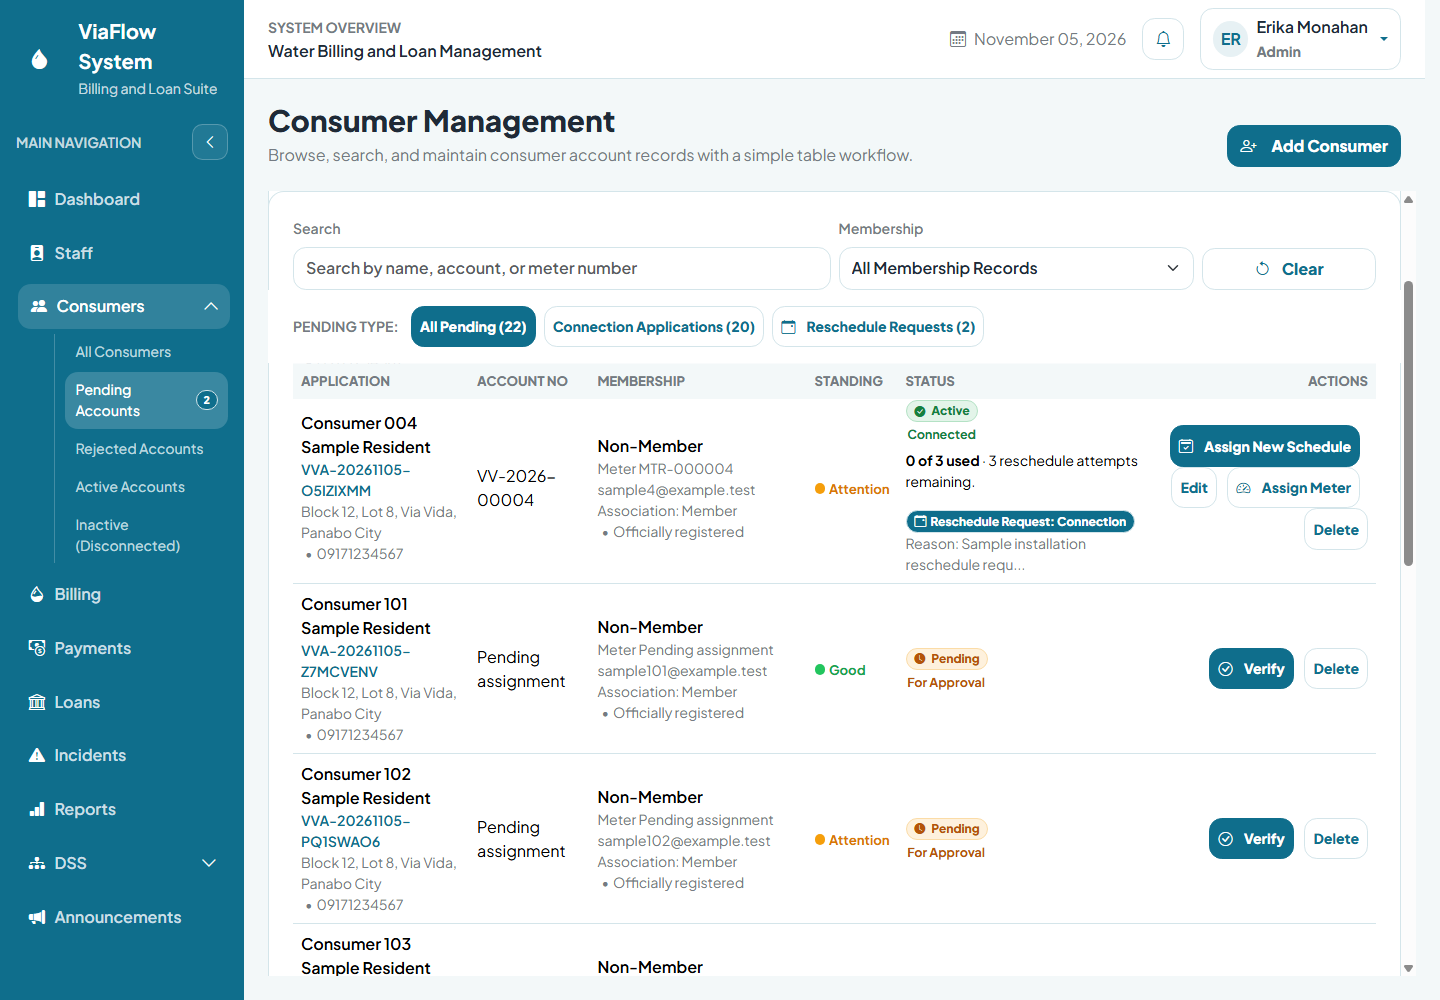 ViaFlow
System
Billing and Loan Suite
MAIN NAVIGATION
Dashboard
Staff
Consumers
All Consumers
Pending
Accounts
2
Rejected Accounts
Active Accounts
Inactive
(Disconnected)
Billing
Payments
Loans
Incidents
Reports
DSS
Announcements
SYSTEM OVERVIEW
Water Billing and Loan Management
November 05, 2026
ER
Erika Monahan
Admin
Consumer Management
Browse, search, and maintain consumer account records with a simple table workflow.
Add Consumer
Search
Membership
Search by name, account, or meter number
All Membership Records
Clear
PENDING TYPE:
All Pending (22)
Connection Applications (20)
Reschedule Requests (2)
APPLICATION ACCOUNT NO MEMBERSHIP STANDING STATUS ACTIONS
Consumer 004
Sample Resident
VVA-20261105-
O5IZIXMM
Block 12, Lot 8, Via Vida,
Panabo City
• 09171234567
VV-2026-
00004
Non-Member
Meter MTR-000004
sample4@example.test
Association: Member
• Officially registered
Attention
Active
Connected
0 of 3 used · 3 reschedule attempts
remaining.
Reschedule Request: Connection
Reason: Sample installation
reschedule requ...
Assign New Schedule
Edit
Assign Meter
Delete
Consumer 101
Sample Resident
VVA-20261105-
Z7MCVENV
Block 12, Lot 8, Via Vida,
Panabo City
• 09171234567
Pending
assignment
Non-Member
Meter Pending assignment
sample101@example.test
Association: Member
• Officially registered
Good
Pending
For Approval
Verify
Delete
Consumer 102
Sample Resident
VVA-20261105-
PQ1SWAO6
Block 12, Lot 8, Via Vida,
Panabo City
• 09171234567
Pending
assignment
Non-Member
Meter Pending assignment
sample102@example.test
Association: Member
• Officially registered
Attention
Pending
For Approval
Verify
Delete
Consumer 103
Sample Resident
Non-Member